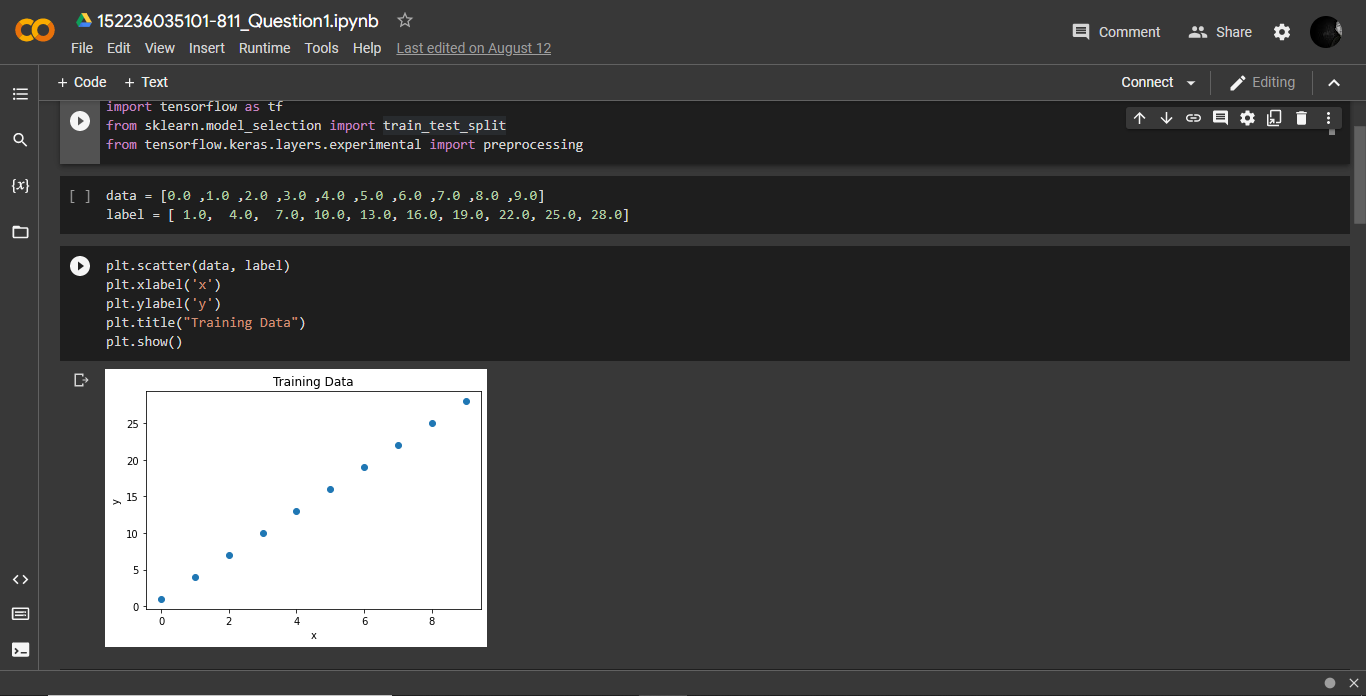 152236035101-811_Question1.ipynb
File Edit View Insert Runtime Tools Help Last edited on August 12
Comment Share
+ Code + Text
Connect Editing
import tensorflow as tf
from sklearn.model_selection import train_test_split
from tensorflow.keras.layers.experimental import preprocessing
[ ] data = [0.0 ,1.0 ,2.0 ,3.0 ,4.0 ,5.0 ,6.0 ,7.0 ,8.0 ,9.0]
label = [ 1.0,  4.0,  7.0, 10.0, 13.0, 16.0, 19.0, 22.0, 25.0, 28.0]
plt.scatter(data, label)
plt.xlabel('x')
plt.ylabel('y')
plt.title("Training Data")
plt.show()
Training Data
25
20
15
10
5
0
y
0 2 4 6 8
x
{x}